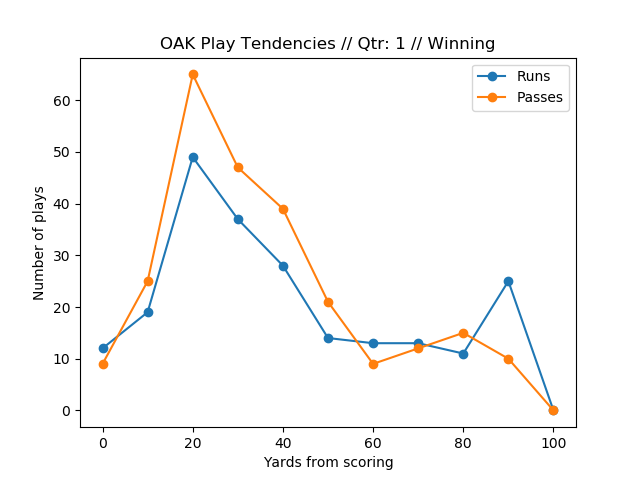 OAK Play Tendencies // Qtr: 1 // Winning
Runs
Passes
Number of plays
60
50
40
30
20
10
0
0 20 40 60 80 100
Yards from scoring